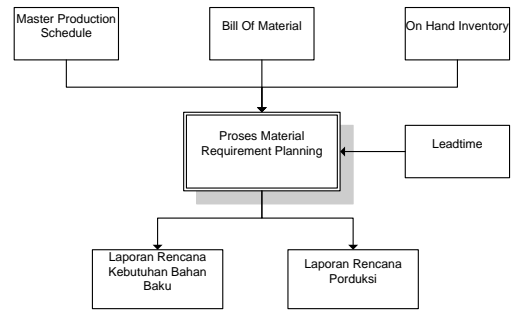 Master Production
Schedule
Bill Of Material
On Hand Inventory
Proses Material
Requirement Planning
Leadtime
Laporan Rencana
Kebutuhan Bahan
Baku
Laporan Rencana
Porduksi